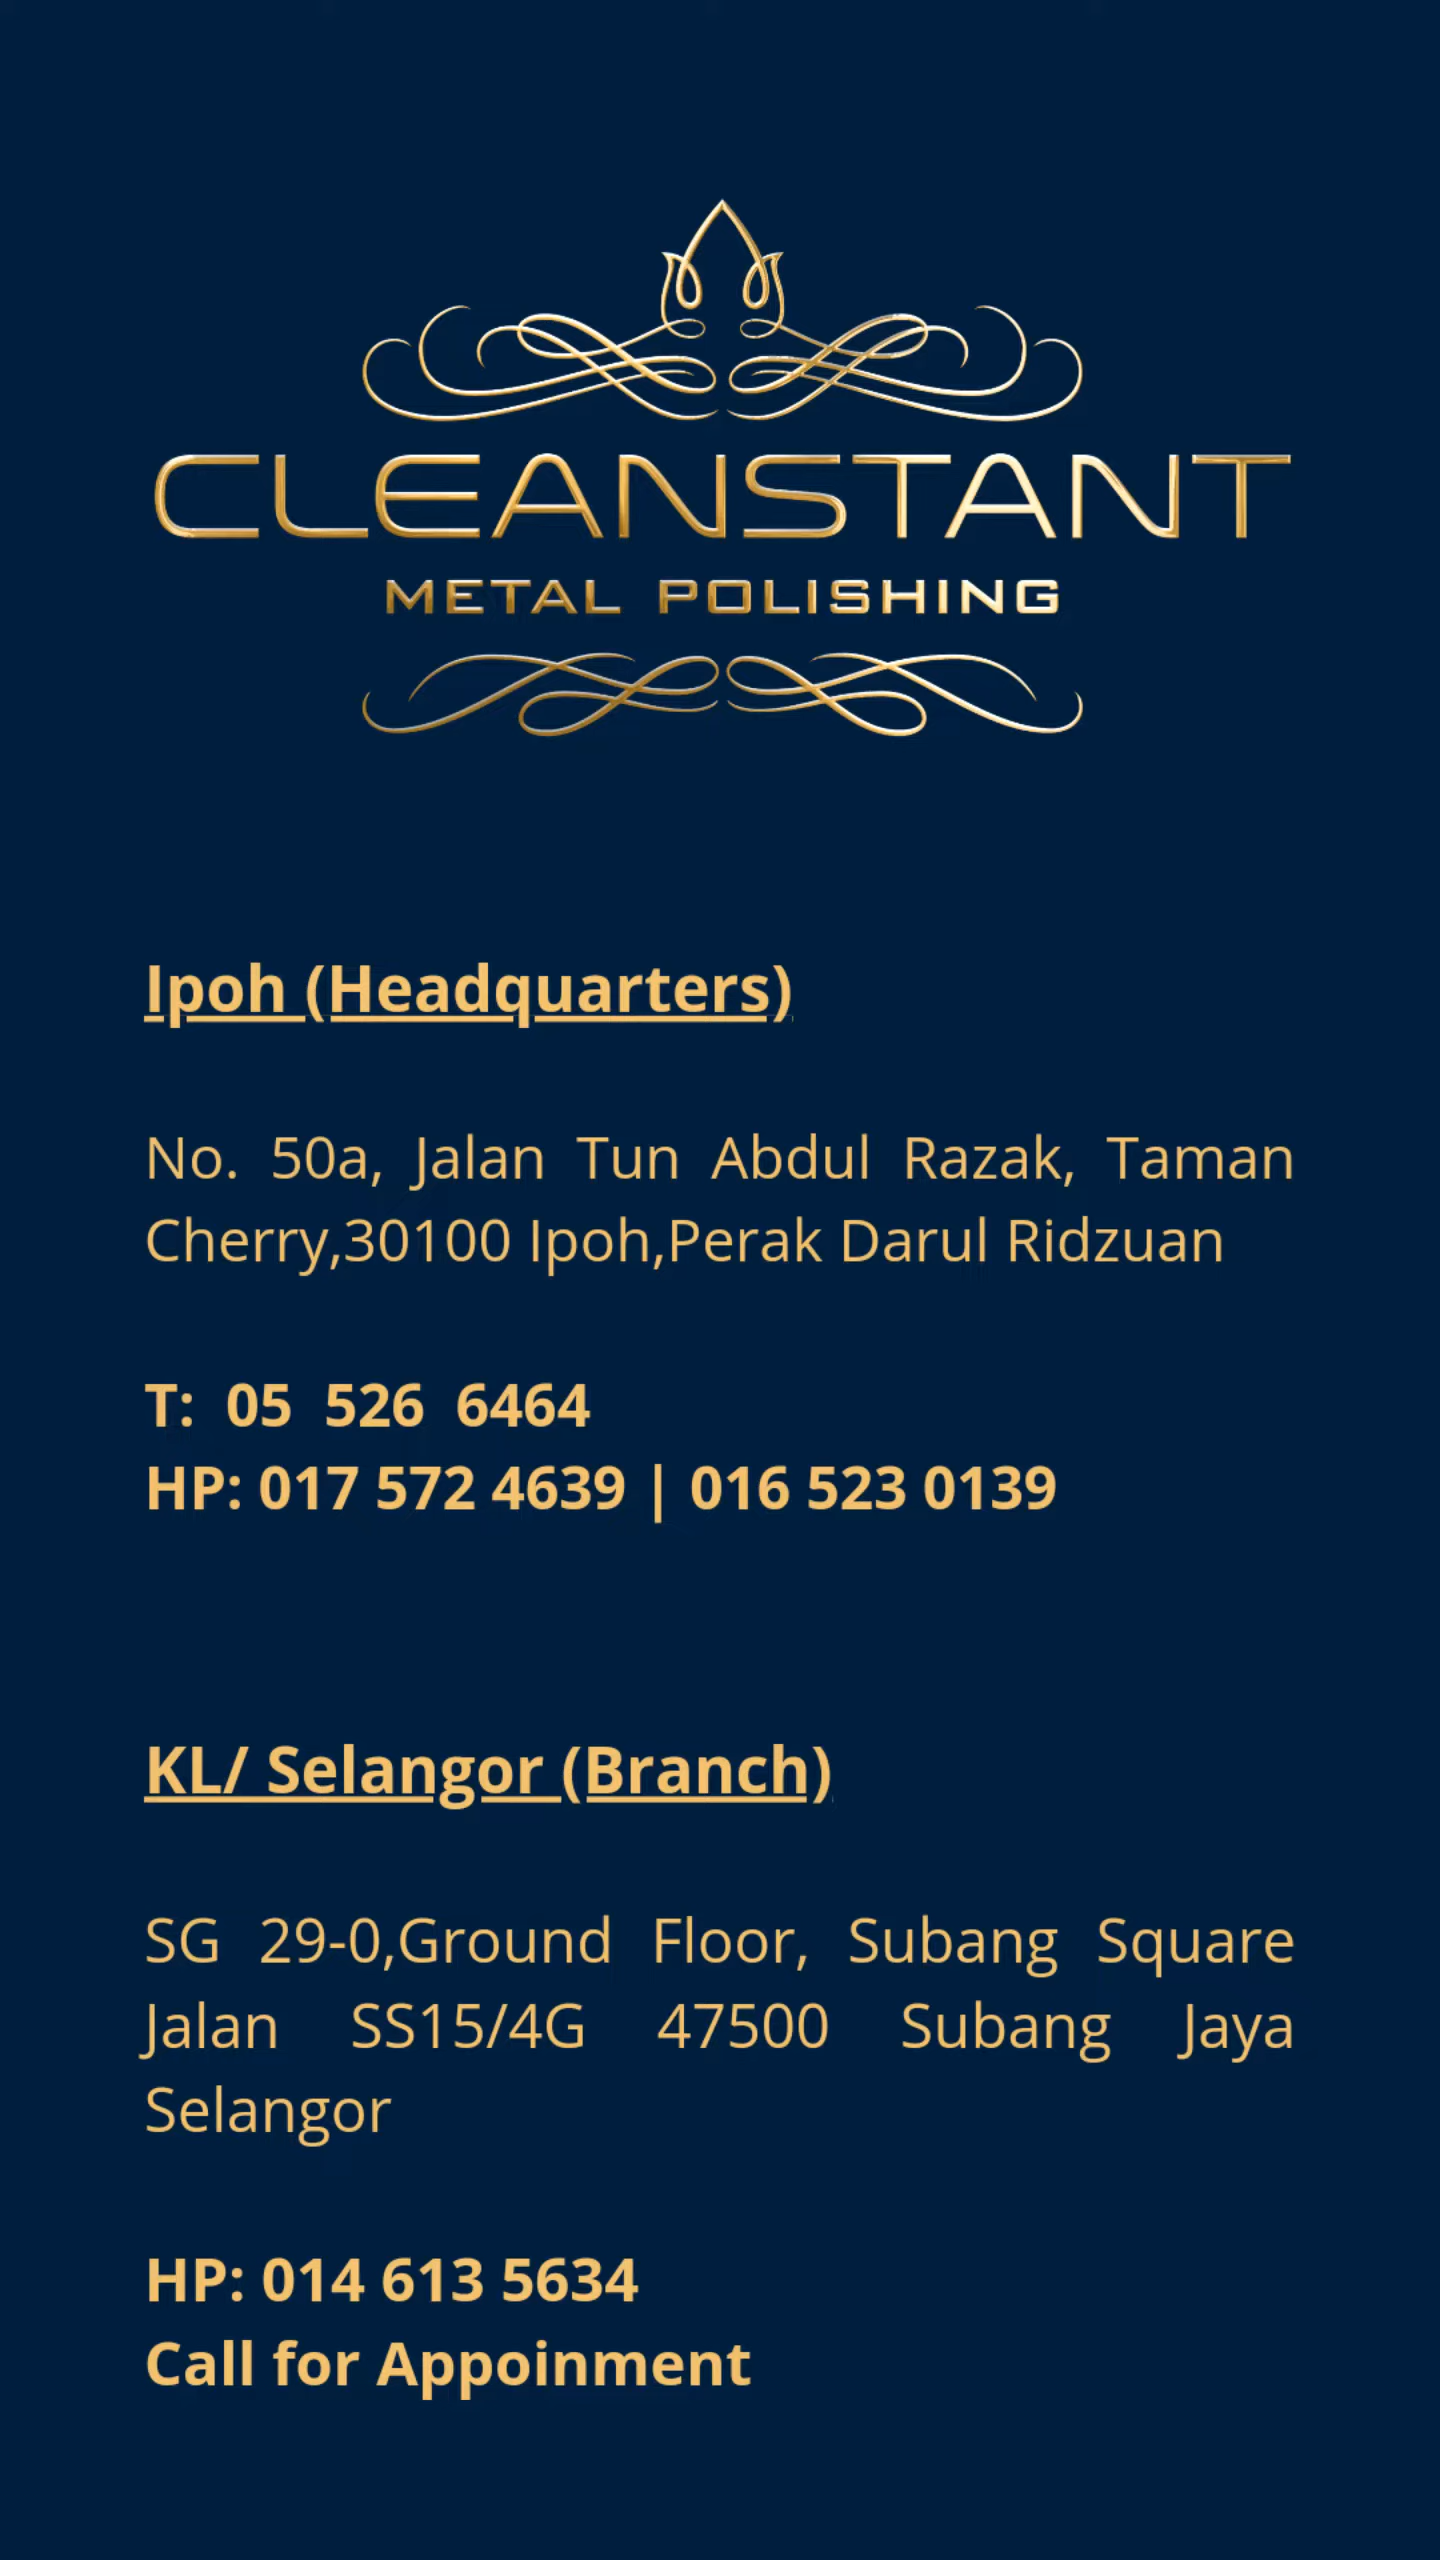 CLEANSTANT
METAL POLISHING
Ipoh (Headquarters)
No. 50a, Jalan Tun Abdul Razak, Taman
Cherry,30100 Ipoh,Perak Darul Ridzuan
T: 05 526 6464
HP: 017 572 4639 | 016 523 0139
KL/ Selangor (Branch)
SG 29-0,Ground Floor, Subang Square
Jalan SS15/4G 47500 Subang Jaya
Selangor
HP: 014 613 5634
Call for Appoinment